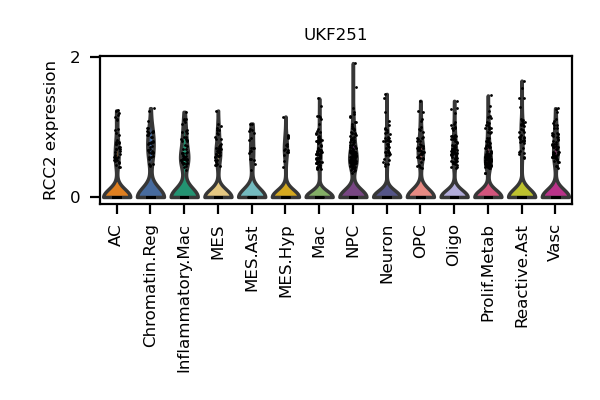 UKF251
RCC2 expression
2
0
AC
Chromatin.Reg
Inflammatory.Mac
MES
MES.Ast
MES.Hyp
Mac
NPC
Neuron
OPC
Oligo
Prolif.Metab
Reactive.Ast
Vasc